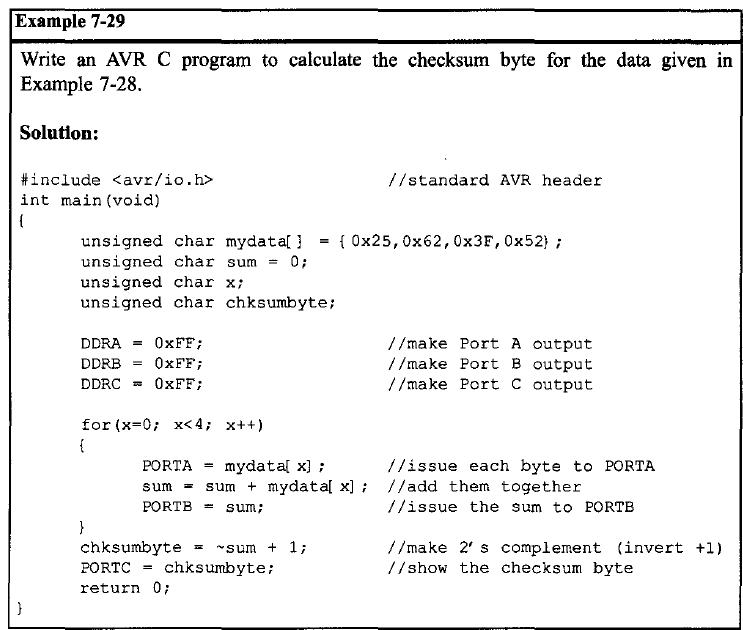 Example 7-29
Write an AVR C program to calculate the checksum byte for the data given in
Example 7-28.
Solution:
#include <avr/io.h> //standard AVR header
int main(void)
{
unsigned char mydata[] = { 0x25,0x62,0x3F,0x52} ;
unsigned char sum = 0;
unsigned char x;
unsigned char chksumbyte;
DDRA = 0xFF; //make Port A output
DDRB = 0xFF; //make Port B output
DDRC = 0xFF; //make Port C output
for(x=0; x<4; x++)
{
PORTA = mydata[ x] ; //issue each byte to PORTA
sum = sum + mydata[ x] ; //add them together
PORTB = sum; //issue the sum to PORTB
}
chksumbyte = ~sum + 1; //make 2's complement (invert +1)
PORTC = chksumbyte; //show the checksum byte
return 0;
}